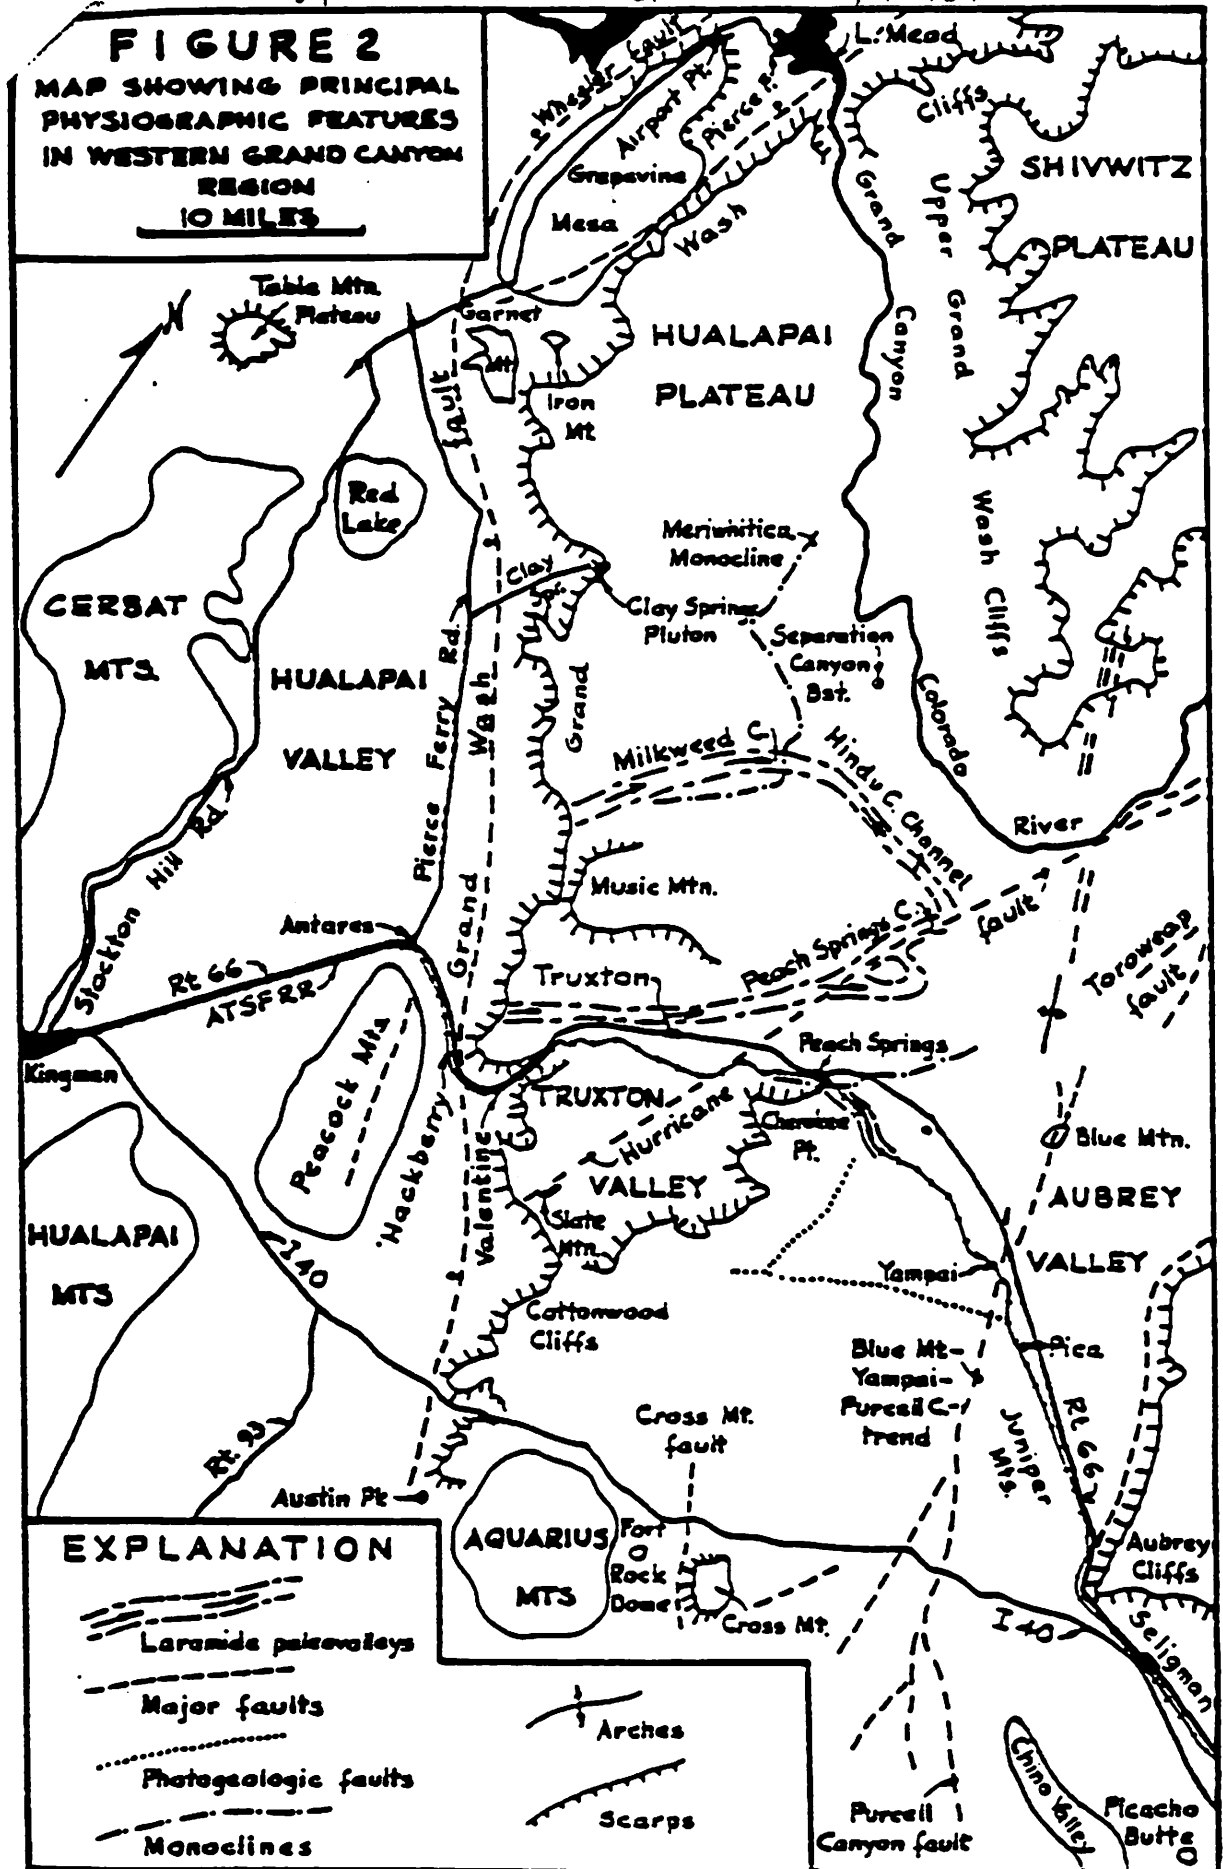 FIGURE 2
MAP SHOWING PRINCIPAL
PHYSIOGRAPHIC FEATURES
IN WESTERN GRAND CANYON
REGION
10 MILES
L. Mead
Wheeler Fault
Airport Pt.
Pierce F.
Grapevine
Mesa
Wash
Cliffs
SHIVWITZ
PLATEAU
Grand
Canyon
Upper Grand
Wash Cliffs
N
Table Mtn.
Plateau
Garnet
Mt
Iron
Mt
fault
HUALAPAI
PLATEAU
Red
Lake
Meriwhitica
Monocline
Clay
Clay Springs
Pluton
Separation
Canyon
Bst.
CERBAT
MTS.
HUALAPAI
VALLEY
Pierce Ferry Rd.
Grand Wash
Grand
Colorado
River
Milkweed C.
Hindu C. Channel
Stockton Hill Rd.
Music Mtn.
Antares
Peach Springs C.
fault
Toroweap
fault
Rt 66
ATSFRR
Truxton
Kingman
Peacock Mts
Hackberry
Valentine
Peach Springs
TRUXTON
VALLEY
Hurricane
Cherokee
Pt.
Blue Mtn.
AUBREY
VALLEY
Slate
Mtn.
HUALAPAI
MTS
I 40
Yampai
Cottonwood
Cliffs
Pica
Blue Mt-
Yampai-
Purcell C.-
trend
Juniper
Mts.
Rt 66
Cross Mt.
fault
Rt. 93
Austin Pk
AQUARIUS
MTS
Fort
Rock
Dome
Cross Mt.
Aubrey
Cliffs
I 40
Seligman
Chino Valley
Picacho
Butte
Purcell
Canyon fault
EXPLANATION
Laramide paleovalleys
Major faults
Photogeologic faults
Monoclines
Arches
Scarps